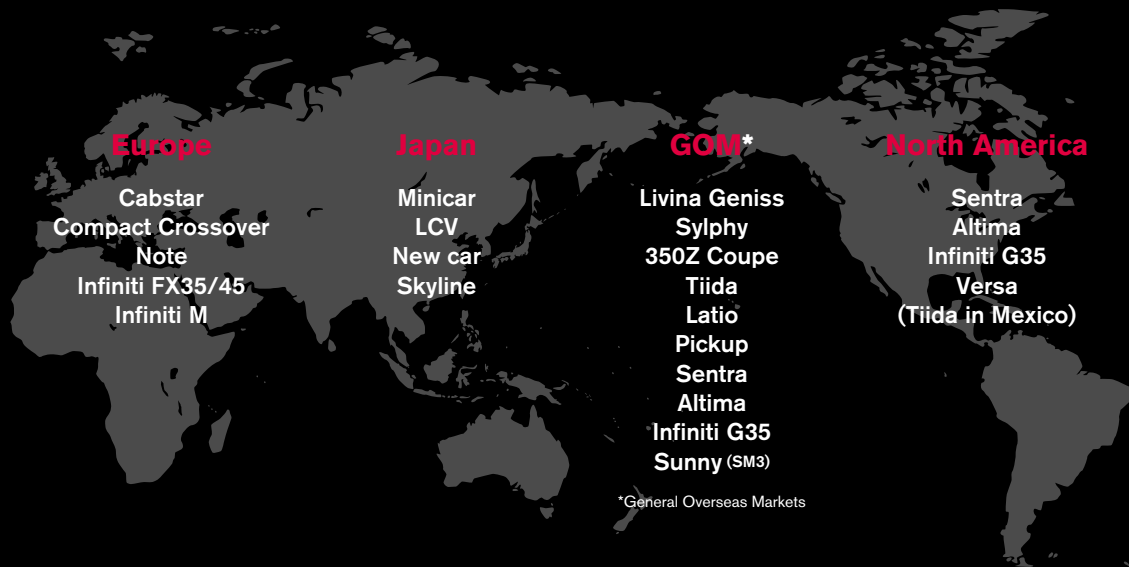 Europe
Cabstar
Compact Crossover
Note
Infiniti FX35/45
Infiniti M
Japan
Minicar
LCV
New car
Skyline
GOM*
Livina Geniss
Sylphy
350Z Coupe
Tiida
Latio
Pickup
Sentra
Altima
Infiniti G35
Sunny (SM3)
*General Overseas Markets
North America
Sentra
Altima
Infiniti G35
Versa
(Tiida in Mexico)